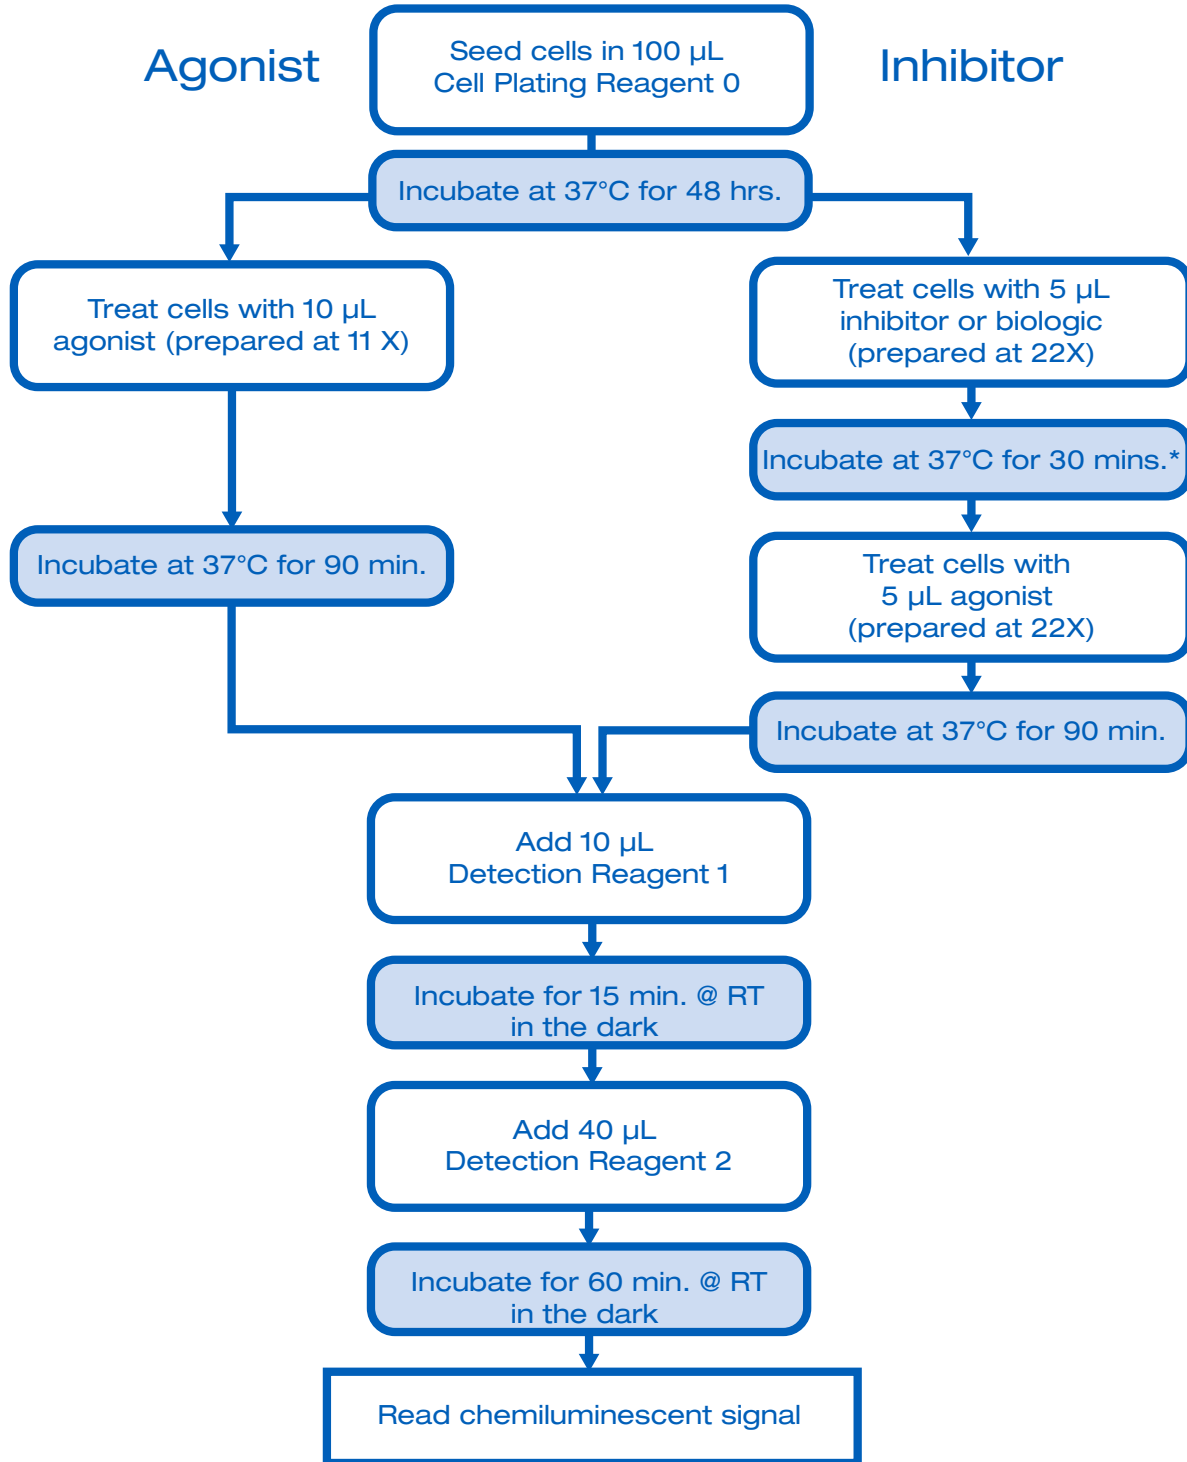 Agonist
Seed cells in 100 µL
Cell Plating Reagent 0
Inhibitor
Incubate at 37°C for 48 hrs.
Treat cells with 10 µL
agonist (prepared at 11 X)
Incubate at 37°C for 90 min.
Treat cells with 5 µL
inhibitor or biologic
(prepared at 22X)
Incubate at 37°C for 30 mins.*
Treat cells with
5 µL agonist
(prepared at 22X)
Incubate at 37°C for 90 min.
Add 10 µL
Detection Reagent 1
Incubate for 15 min. @ RT
in the dark
Add 40 µL
Detection Reagent 2
Incubate for 60 min. @ RT
in the dark
Read chemiluminescent signal